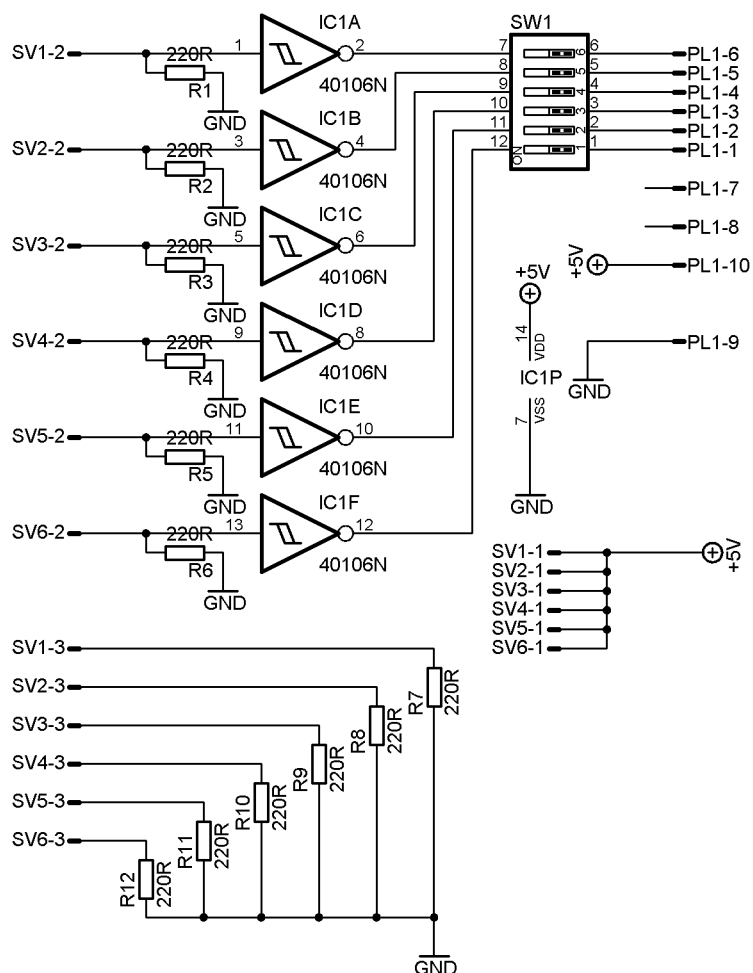 IC1A
SW1
SV1-2
220R
1
2
7
6
6
PL1-6
R1
40106N
8
5
5
PL1-5
GND
9
4
4
PL1-4
IC1B
10
3
3
PL1-3
SV2-2
220R
3
4
11
2
2
PL1-2
12
ON
1
1
PL1-1
R2
40106N
GND
PL1-7
IC1C
PL1-8
SV3-2
220R
5
6
+5V
PL1-10
R3
40106N
+5V
GND
IC1D
14
VDD
SV4-2
220R
9
8
PL1-9
R4
40106N
IC1P
GND
GND
IC1E
7
VSS
SV5-2
220R
11
10
R5
40106N
GND
GND
IC1F
SV6-2
220R
13
12
R6
40106N
GND
SV1-1
+5V
SV2-1
SV3-1
SV4-1
SV5-1
SV6-1
SV1-3
R7
220R
SV2-3
R8
220R
SV3-3
R9
220R
SV4-3
R10
220R
SV5-3
R11
220R
SV6-3
R12
220R
GND